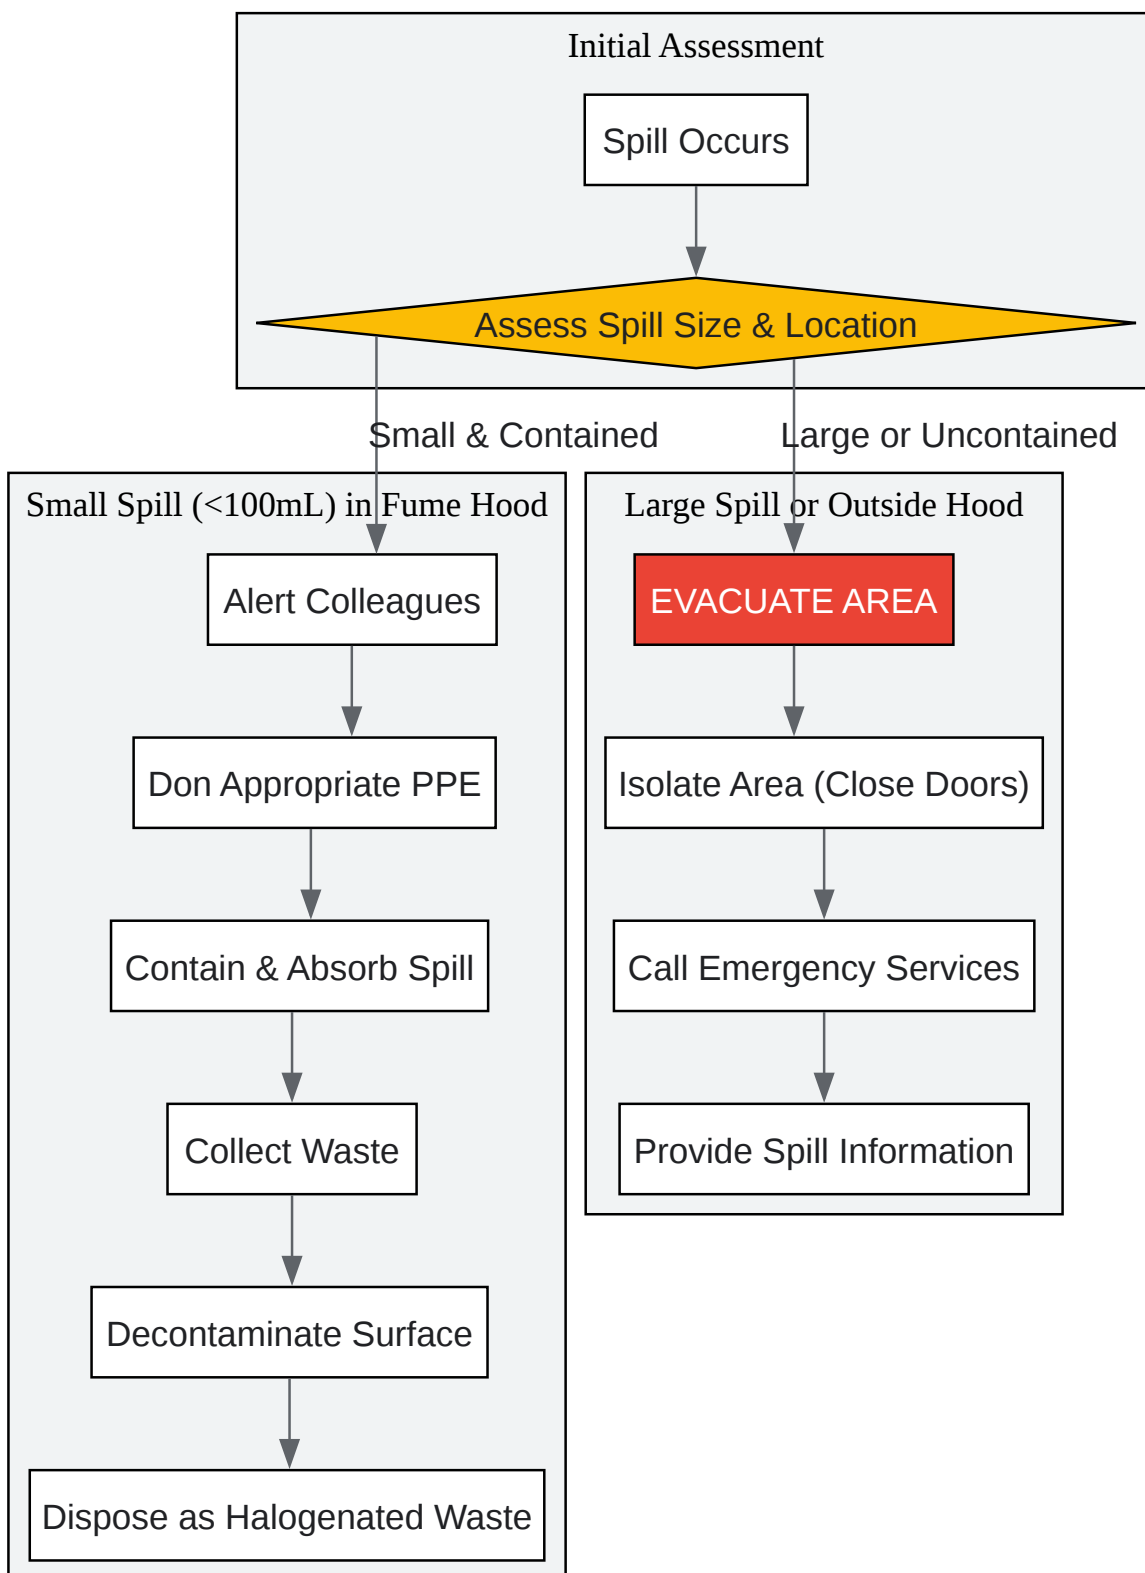 Initial Assessment
Spill Occurs
Assess Spill Size & Location
Small & Contained
Large or Uncontained
Small Spill (<100mL) in Fume Hood
Alert Colleagues
Don Appropriate PPE
Contain & Absorb Spill
Collect Waste
Decontaminate Surface
Dispose as Halogenated Waste
Large Spill or Outside Hood
EVACUATE AREA
Isolate Area (Close Doors)
Call Emergency Services
Provide Spill Information